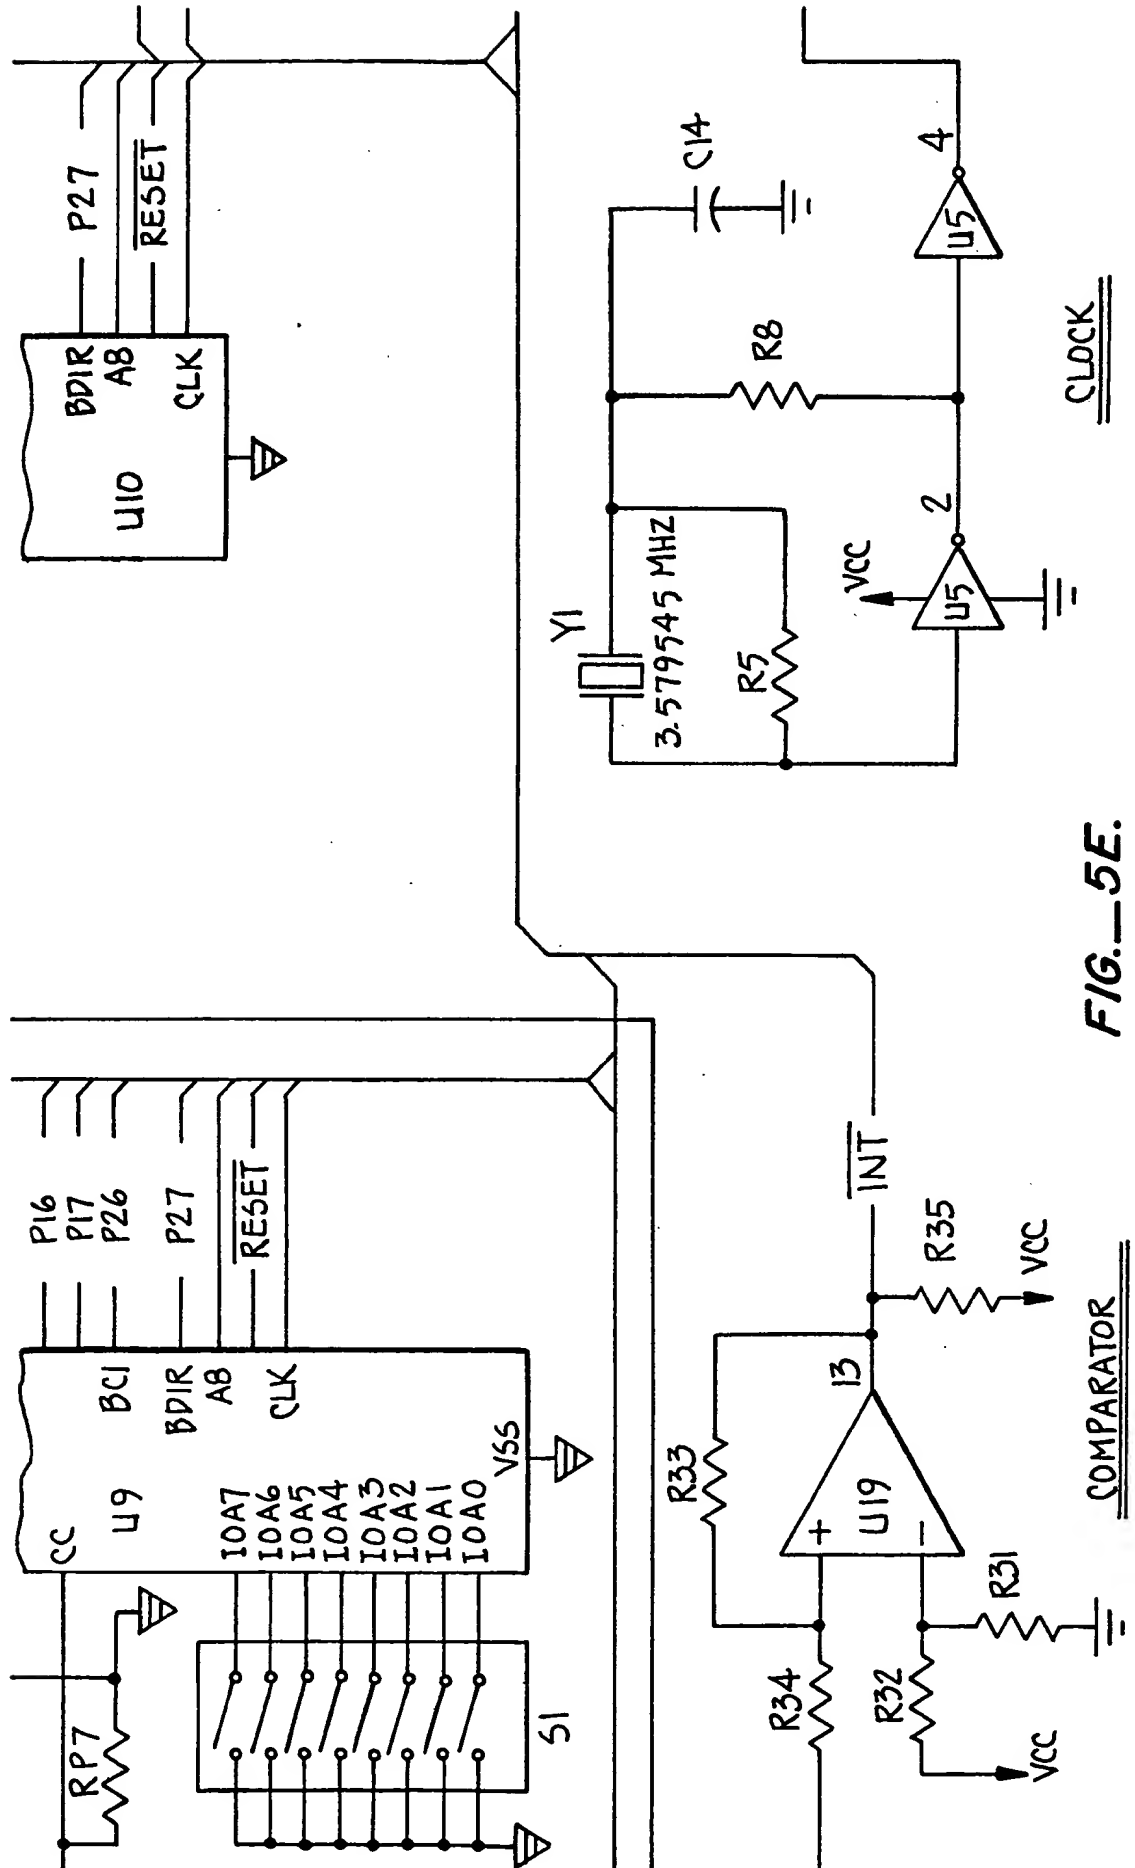 CC
U9
RP7
P16
P17
BC1 P26
BDIR P27
A8
RESET
CLK
IOA7
IOA6
IOA5
IOA4
IOA3
IOA2
IOA1
IOA0
VSS
S1
U10
BDIR P27
A8
RESET
CLK
Y1
3.579545 MHZ
C14
R5
R8
VCC
U5
2
U5
4
CLOCK
R33
R34
R32
R31
VCC
+
-
U19
13
INT
R35
VCC
COMPARATOR
FIG._5E.